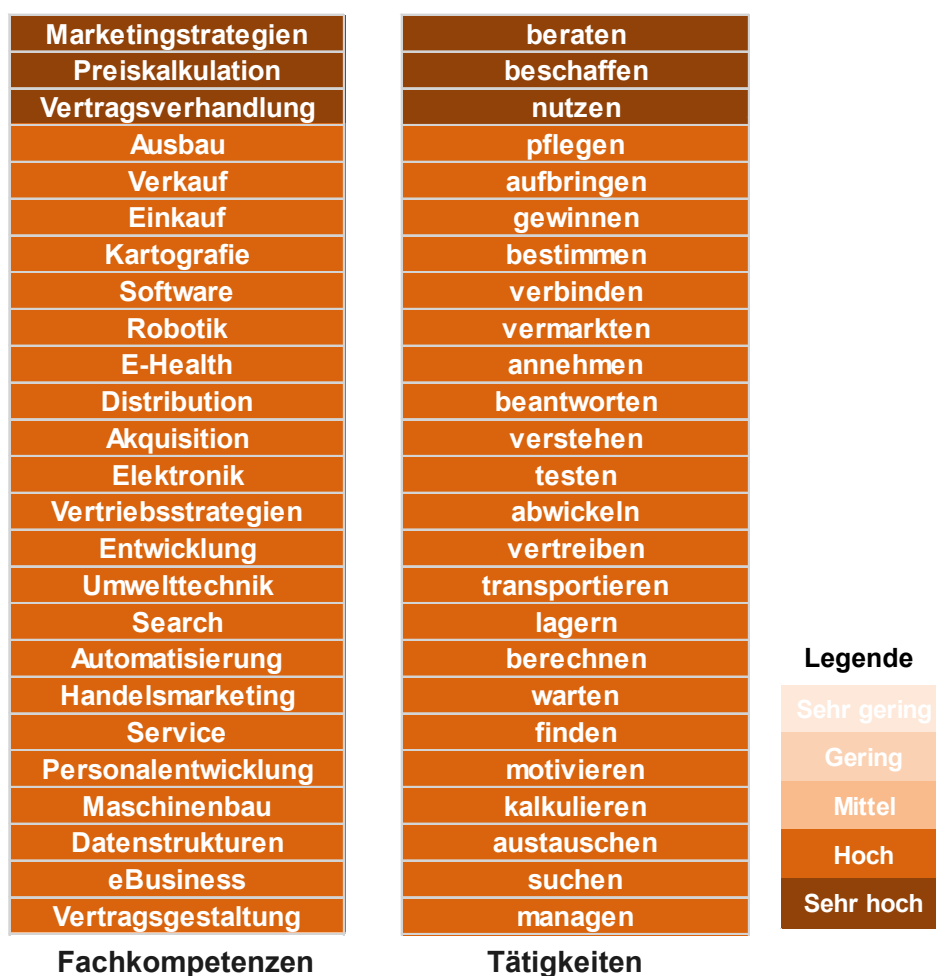 Marketingstrategien
Preiskalkulation
Vertragsverhandlung
Ausbau
Verkauf
Einkauf
Kartografie
Software
Robotik
E-Health
Distribution
Akquisition
Elektronik
Vertriebsstrategien
Entwicklung
Umwelttechnik
Search
Automatisierung
Handelsmarketing
Service
Personalentwicklung
Maschinenbau
Datenstrukturen
eBusiness
Vertragsgestaltung
Fachkompetenzen
beraten
beschaffen
nutzen
pflegen
aufbringen
gewinnen
bestimmen
verbinden
vermarkten
annehmen
beantworten
verstehen
testen
abwickeln
vertreiben
transportieren
lagern
berechnen
warten
finden
motivieren
kalkulieren
austauschen
suchen
managen
Tätigkeiten
Legende
Sehr gering
Gering
Mittel
Hoch
Sehr hoch